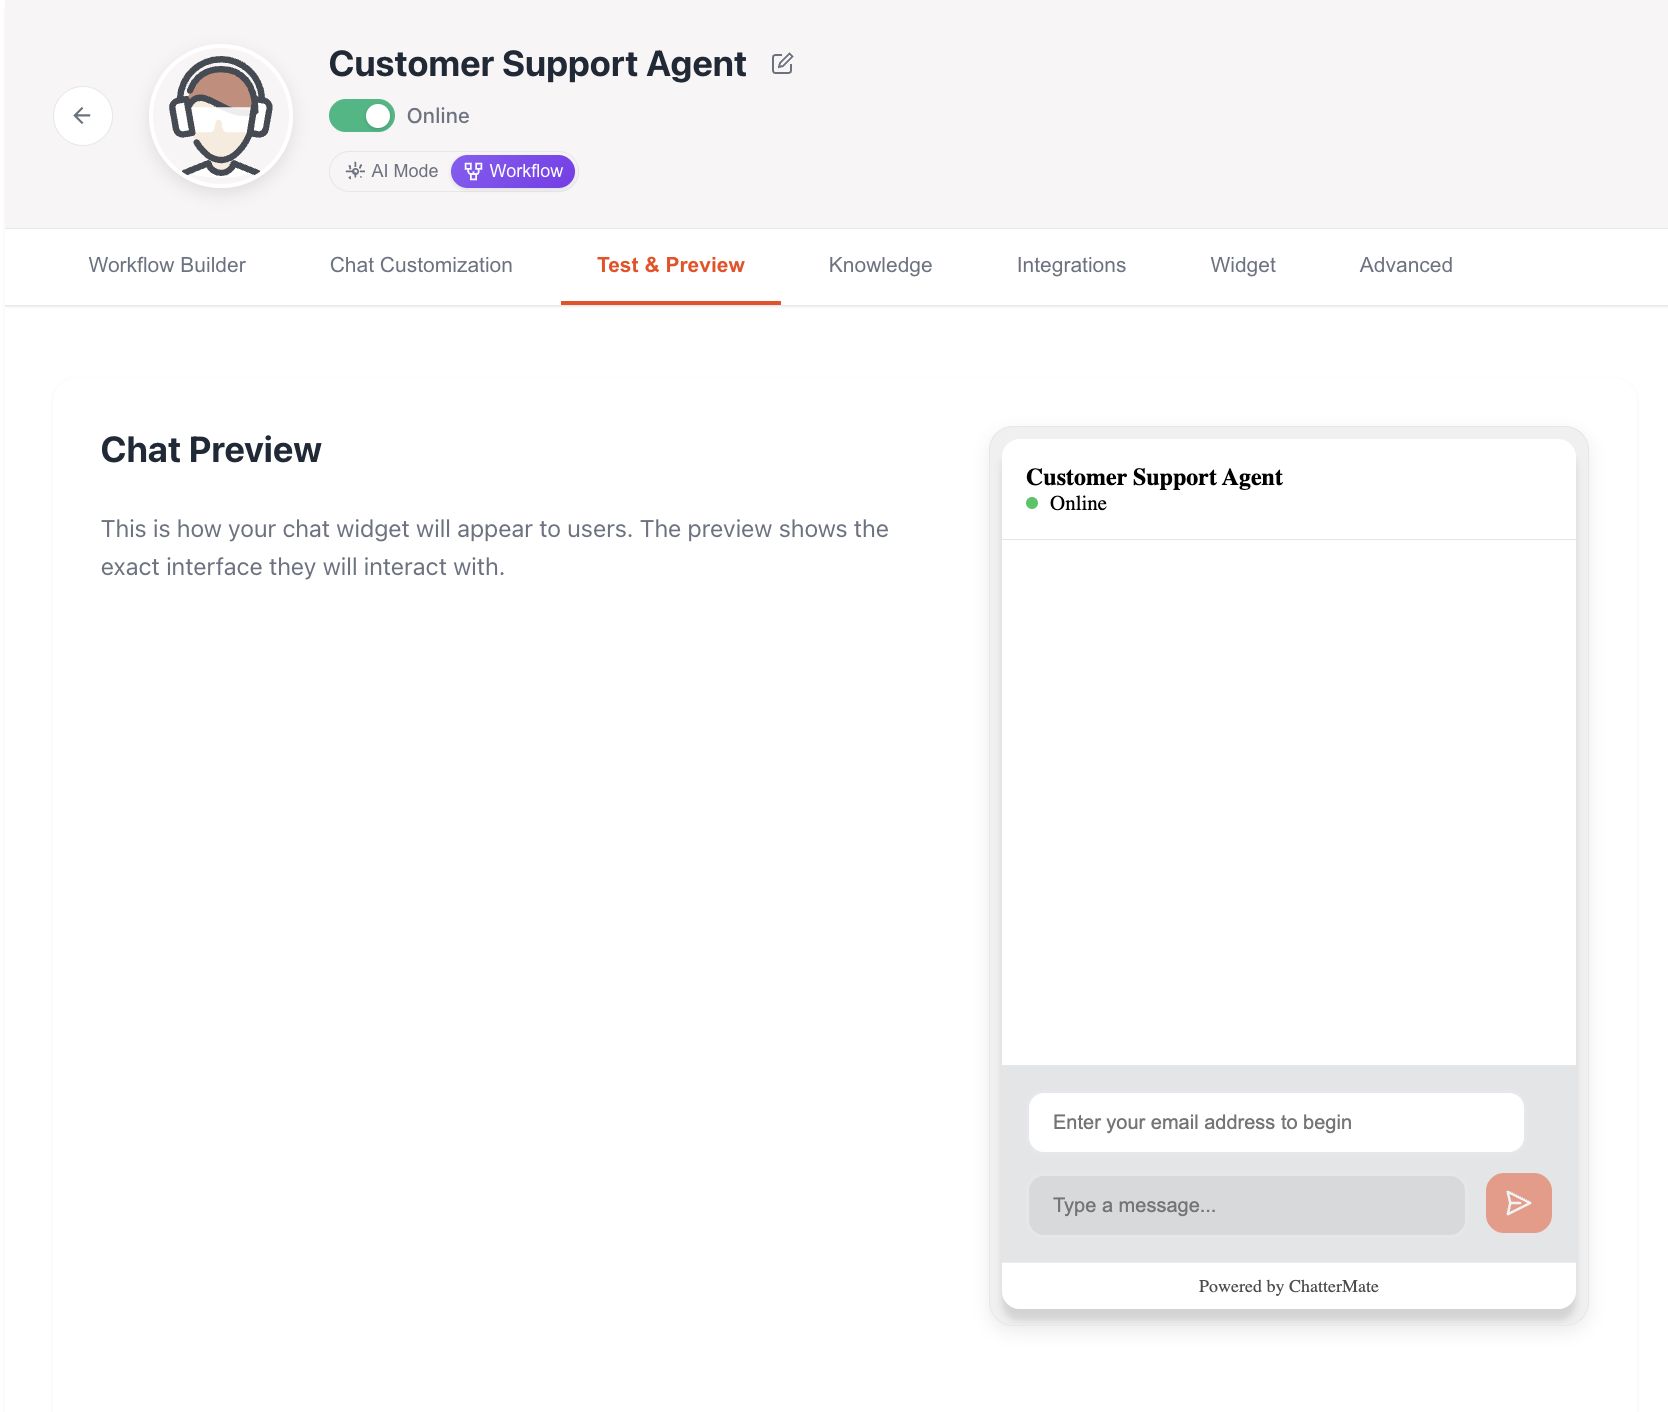 Customer Support Agent
Online
AI Mode
Workflow
Workflow Builder
Chat Customization
Test & Preview
Knowledge
Integrations
Widget
Advanced
Chat Preview
This is how your chat widget will appear to users. The preview shows the
exact interface they will interact with.
Customer Support Agent
Online
Enter your email address to begin
Type a message...
Powered by ChatterMate